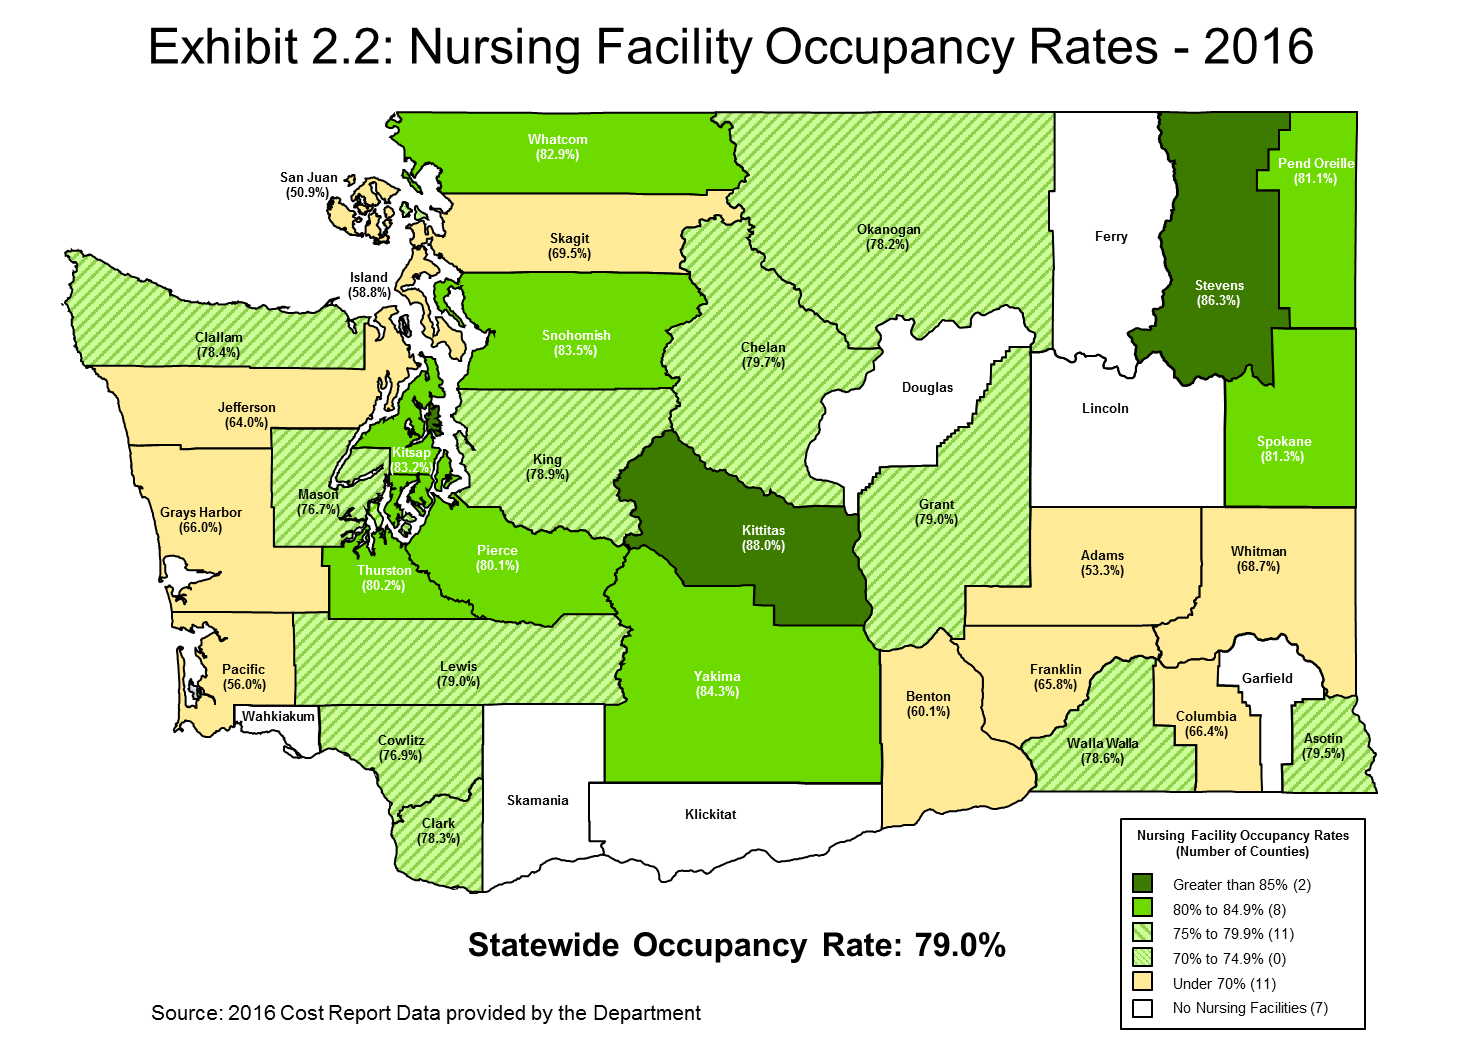 Exhibit 2.2: Nursing Facility Occupancy Rates - 2016
Whatcom
(82.9%)
Pend Oreille
(81.1%)
San Juan
(50.9%)
Skagit
(69.5%)
Okanogan
(78.2%)
Ferry
Island
(58.8%)
Stevens
(86.3%)
Clallam
(78.4%)
Snohomish
(83.5%)
Chelan
(79.7%)
Douglas
Lincoln
Jefferson
(64.0%)
Spokane
(81.3%)
Kitsap
(83.2%)
King
(78.9%)
Mason
(76.7%)
Grays Harbor
(66.0%)
Grant
(79.0%)
Kittitas
(88.0%)
Pierce
(80.1%)
Adams
(53.3%)
Whitman
(68.7%)
Thurston
(80.2%)
Pacific
(56.0%)
Lewis
(79.0%)
Yakima
(84.3%)
Franklin
(65.8%)
Garfield
Benton
(60.1%)
Wahkiakum
Columbia
(66.4%)
Cowlitz
(76.9%)
Walla Walla
(78.6%)
Asotin
(79.5%)
Skamania
Klickitat
Clark
(78.3%)
Nursing Facility Occupancy Rates
(Number of Counties)
Greater than 85% (2)
80% to 84.9% (8)
75% to 79.9% (11)
70% to 74.9% (0)
Under 70% (11)
No Nursing Facilities (7)
Statewide Occupancy Rate: 79.0%
Source: 2016 Cost Report Data provided by the Department